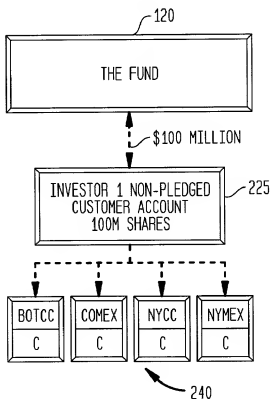 120
THE FUND
$100 MILLION
INVESTOR 1 NON-PLEDGED
CUSTOMER ACCOUNT
100M SHARES
225
BOTCC COMEX NYCC NYMEX
C C C C
240